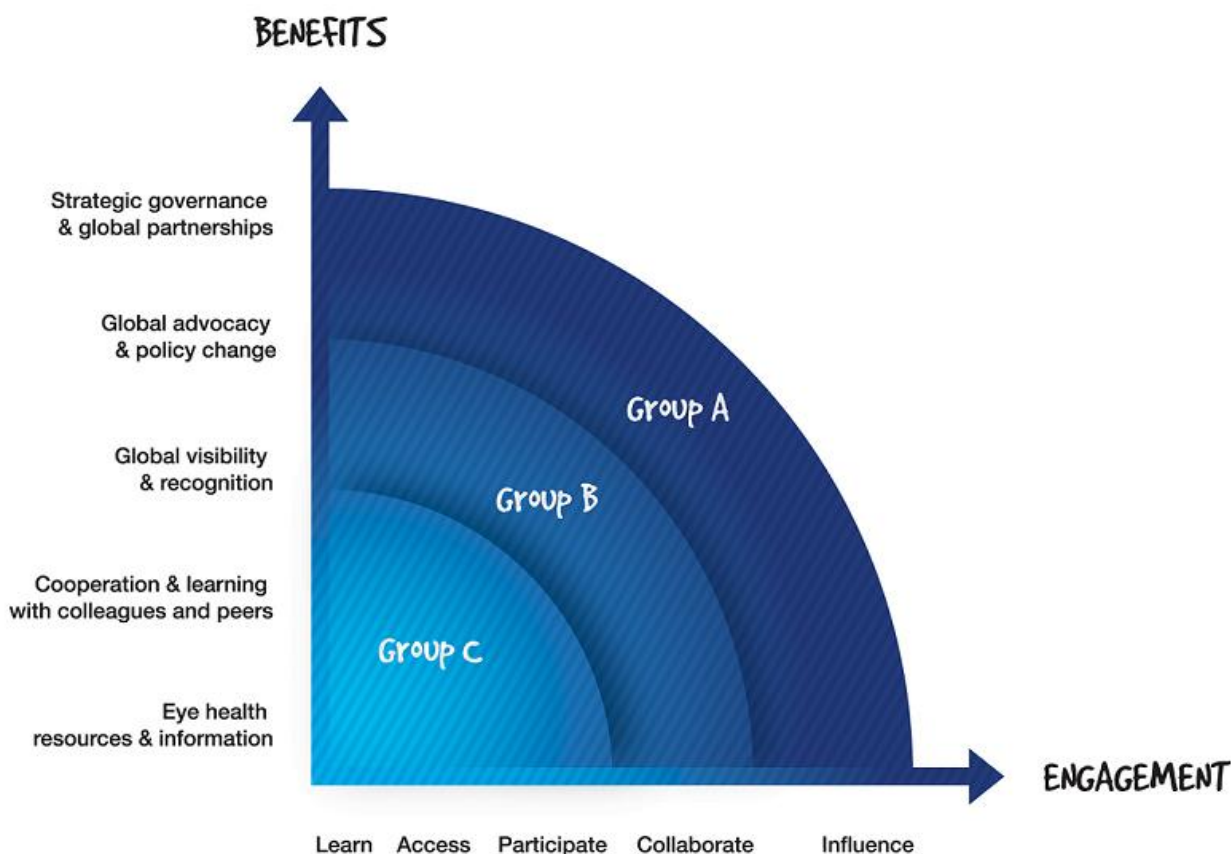 BENEFITS
Strategic governance
& global partnerships
Global advocacy
& policy change
Global visibility
& recognition
Cooperation & learning
with colleagues and peers
Eye health
resources & information
Group A
Group B
Group C
ENGAGEMENT
Learn Access Participate Collaborate Influence